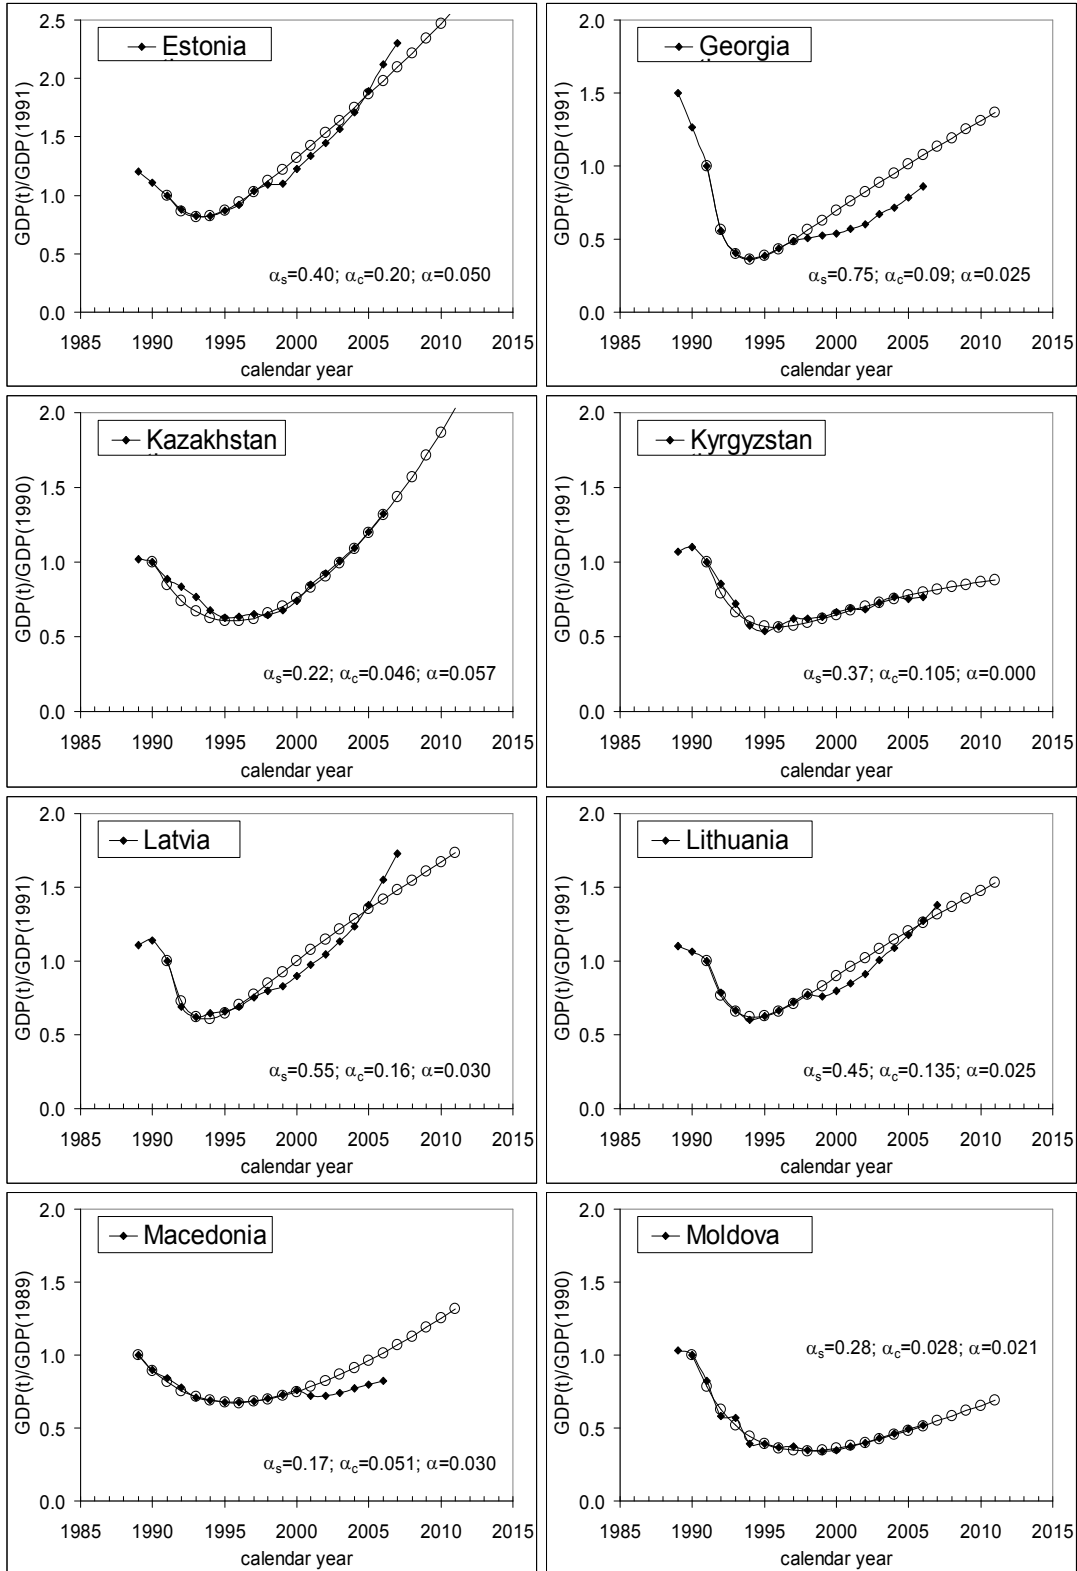 Estonia
GDP(t)/GDP(1991)
2.5
2.0
1.5
1.0
0.5
0.0
αs=0.40; αc=0.20; α=0.050
1985 1990 1995 2000 2005 2010 2015
calendar year
Georgia
GDP(t)/GDP(1991)
2.0
1.5
1.0
0.5
0.0
αs=0.75; αc=0.09; α=0.025
1985 1990 1995 2000 2005 2010 2015
calendar year
Kazakhstan
GDP(t)/GDP(1990)
2.0
1.5
1.0
0.5
0.0
αs=0.22; αc=0.046; α=0.057
1985 1990 1995 2000 2005 2010 2015
calendar year
Kyrgyzstan
GDP(t)/GDP(1991)
2.0
1.5
1.0
0.5
0.0
αs=0.37; αc=0.105; α=0.000
1985 1990 1995 2000 2005 2010 2015
calendar year
Latvia
GDP(t)/GDP(1991)
2.0
1.5
1.0
0.5
0.0
αs=0.55; αc=0.16; α=0.030
1985 1990 1995 2000 2005 2010 2015
calendar year
Lithuania
GDP(t)/GDP(1991)
2.0
1.5
1.0
0.5
0.0
αs=0.45; αc=0.135; α=0.025
1985 1990 1995 2000 2005 2010 2015
calendar year
Macedonia
GDP(t)/GDP(1989)
2.0
1.5
1.0
0.5
0.0
αs=0.17; αc=0.051; α=0.030
1985 1990 1995 2000 2005 2010 2015
calendar year
Moldova
GDP(t)/GDP(1990)
2.0
1.5
1.0
0.5
0.0
αs=0.28; αc=0.028; α=0.021
1985 1990 1995 2000 2005 2010 2015
calendar year